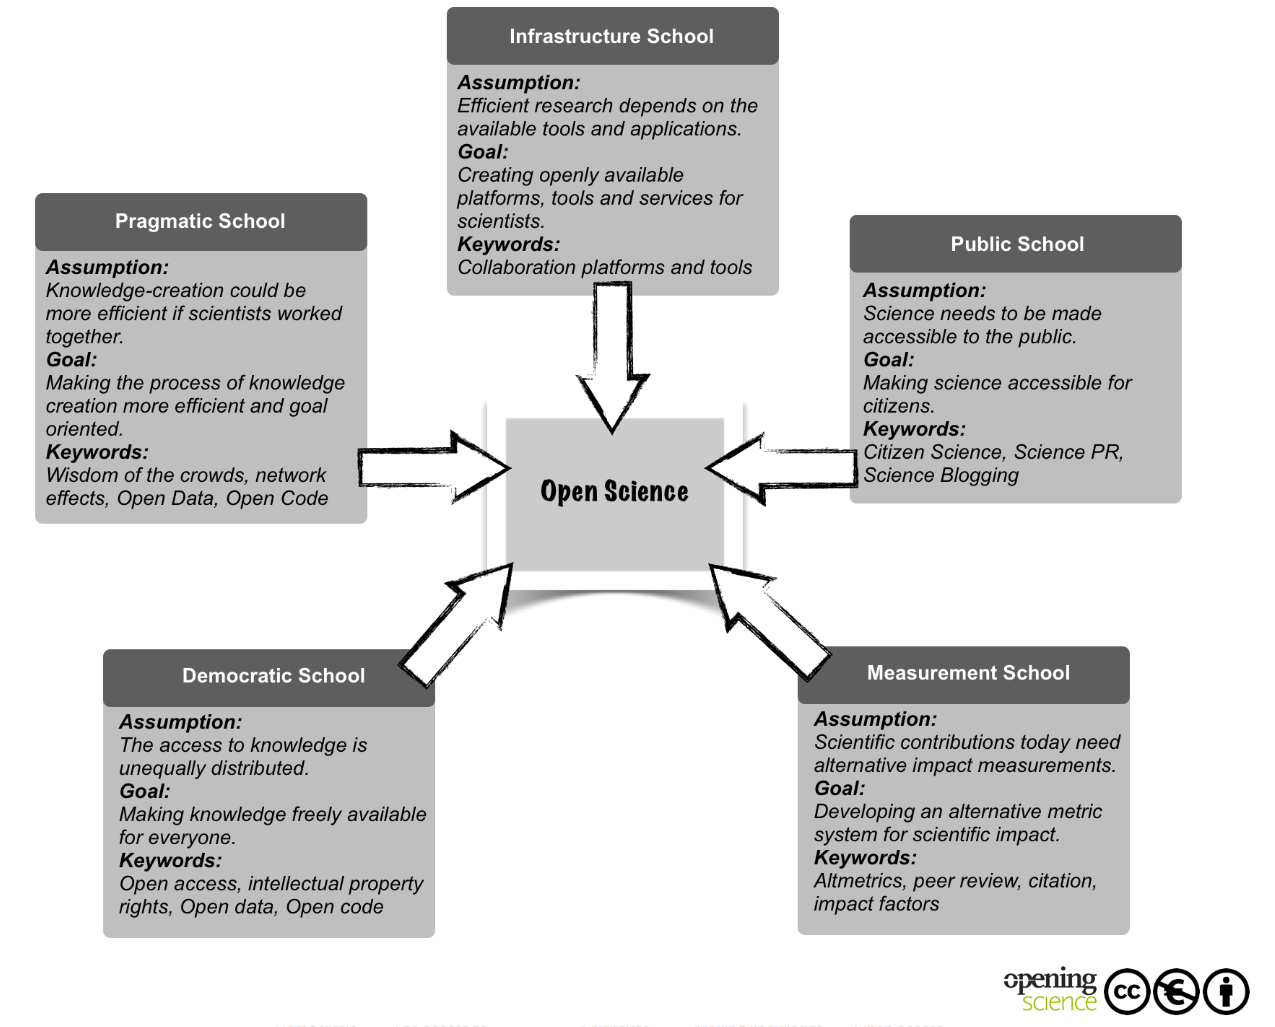 Infrastructure School
Assumption:
Efficient research depends on the
available tools and applications.
Goal:
Creating openly available
platforms, tools and services for
scientists.
Keywords:
Collaboration platforms and tools
Pragmatic School
Assumption:
Knowledge-creation could be
more efficient if scientists worked
together.
Goal:
Making the process of knowledge
creation more efficient and goal
oriented.
Keywords:
Wisdom of the crowds, network
effects, Open Data, Open Code
Public School
Assumption:
Science needs to be made
accessible to the public.
Goal:
Making science accessible for
citizens.
Keywords:
Citizen Science, Science PR,
Science Blogging
Open Science
Democratic School
Assumption:
The access to knowledge is
unequally distributed.
Goal:
Making knowledge freely available
for everyone.
Keywords:
Open access, intellectual property
rights, Open data, Open code
Measurement School
Assumption:
Scientific contributions today need
alternative impact measurements.
Goal:
Developing an alternative metric
system for scientific impact.
Keywords:
Altmetrics, peer review, citation,
impact factors
opening
science
cc